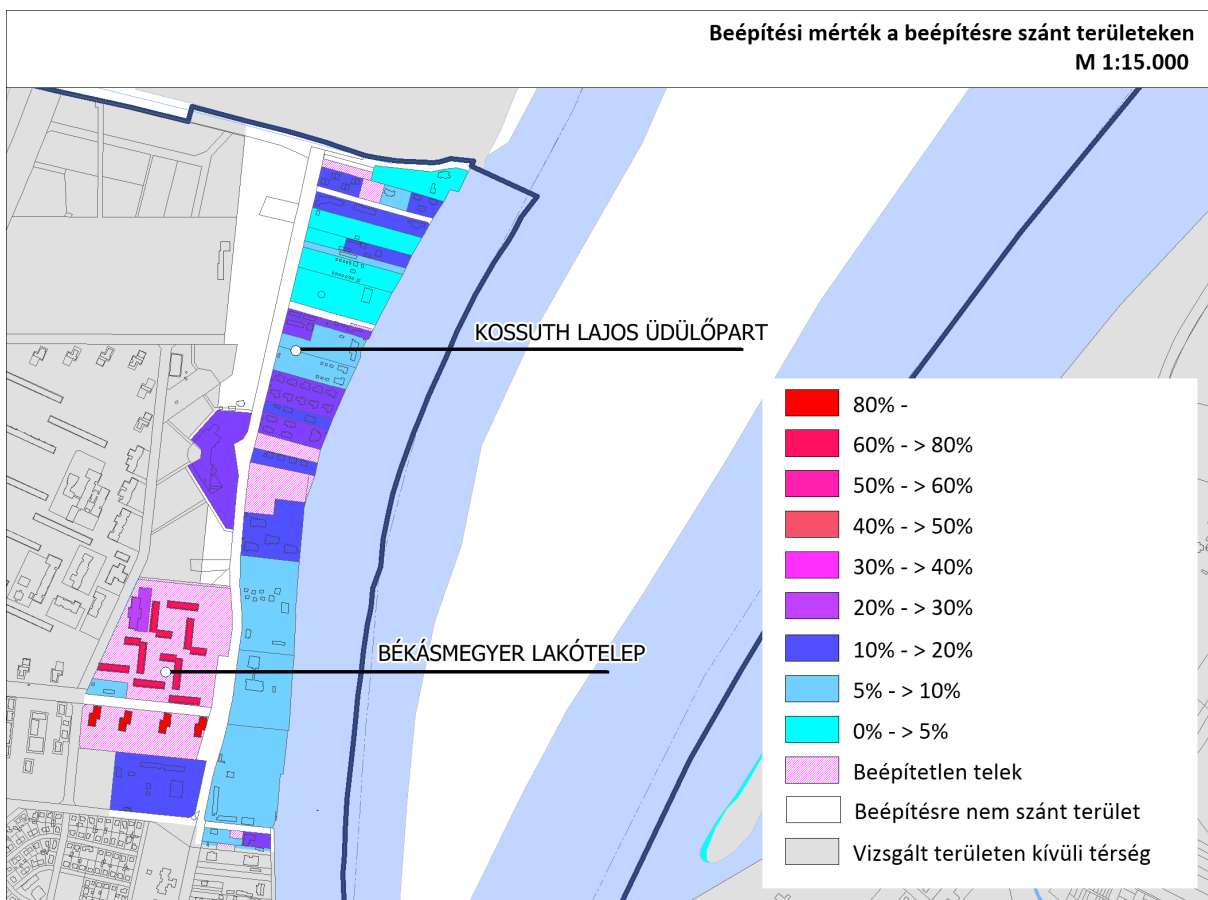 Beépítési mérték a beépítésre szánt területeken
M 1:15.000
KOSSUTH LAJOS ÜDÜLŐPART
BÉKÁSMEGYER LAKÓTELEP
80% -
60% - > 80%
50% - > 60%
40% - > 50%
30% - > 40%
20% - > 30%
10% - > 20%
5% - > 10%
0% - > 5%
Beépítetlen telek
Beépítésre nem szánt terület
Vizsgált területen kívüli térség